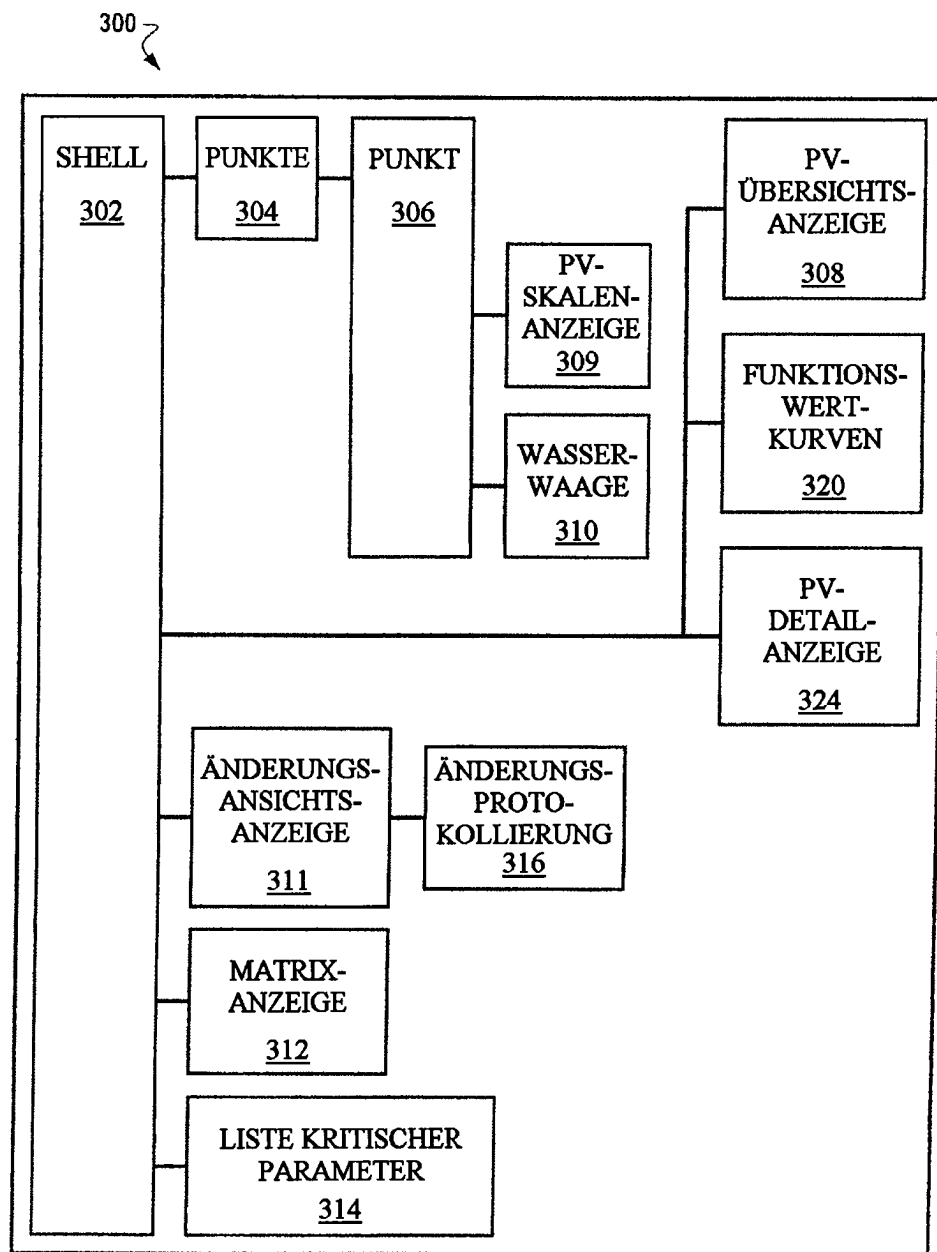 300
SHELL
302
PUNKTE
304
PUNKT
306
PV-
SKALEN-
ANZEIGE
309
WASSER-
WAAGE
310
PV-
ÜBERSICHTS-
ANZEIGE
308
FUNKTIONS-
WERT-
KURVEN
320
PV-
DETAIL-
ANZEIGE
324
ÄNDERUNGS-
ANSICHTS-
ANZEIGE
311
ÄNDERUNGS-
PROTO-
KOLLIERUNG
316
MATRIX-
ANZEIGE
312
LISTE KRITISCHER
PARAMETER
314